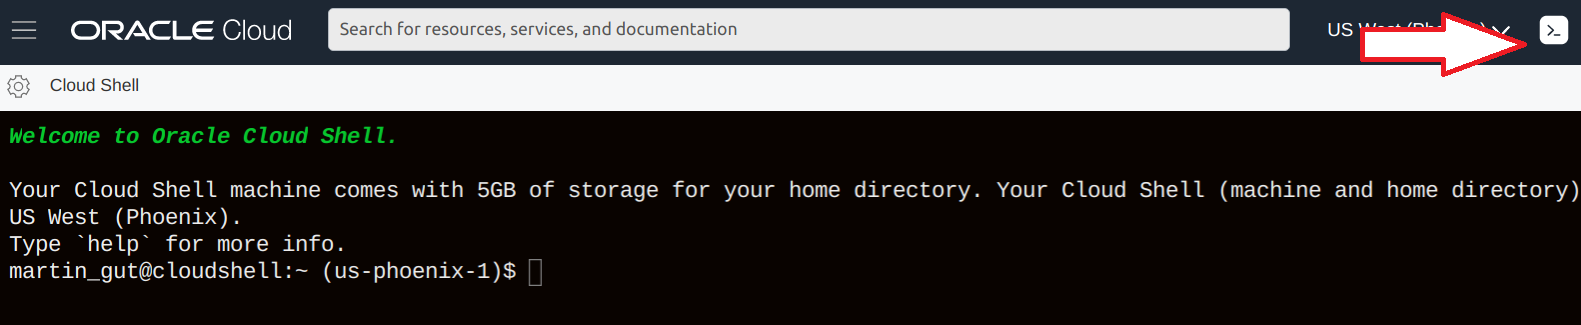 ORACLE Cloud
Search for resources, services, and documentation
US West (Phoenix)
Cloud Shell
Welcome to Oracle Cloud Shell.
Your Cloud Shell machine comes with 5GB of storage for your home directory. Your Cloud Shell (machine and home directory)
US West (Phoenix).
Type `help` for more info.
martin_gut@cloudshell:~ (us-phoenix-1)$